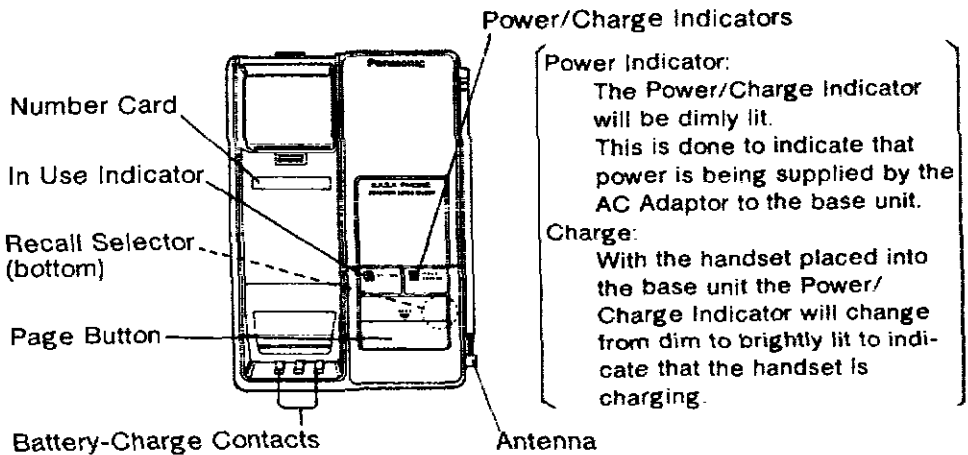 Power/Charge Indicators
Panasonic
Number Card
In Use Indicator
Recall Selector
(bottom)
Page Button
Battery-Charge Contacts
Antenna
Power Indicator:
The Power/Charge Indicator
will be dimly lit.
This is done to indicate that
power is being supplied by the
AC Adaptor to the base unit.
Charge:
With the handset placed into
the base unit the Power/
Charge Indicator will change
from dim to brightly lit to indi-
cate that the handset is
charging.